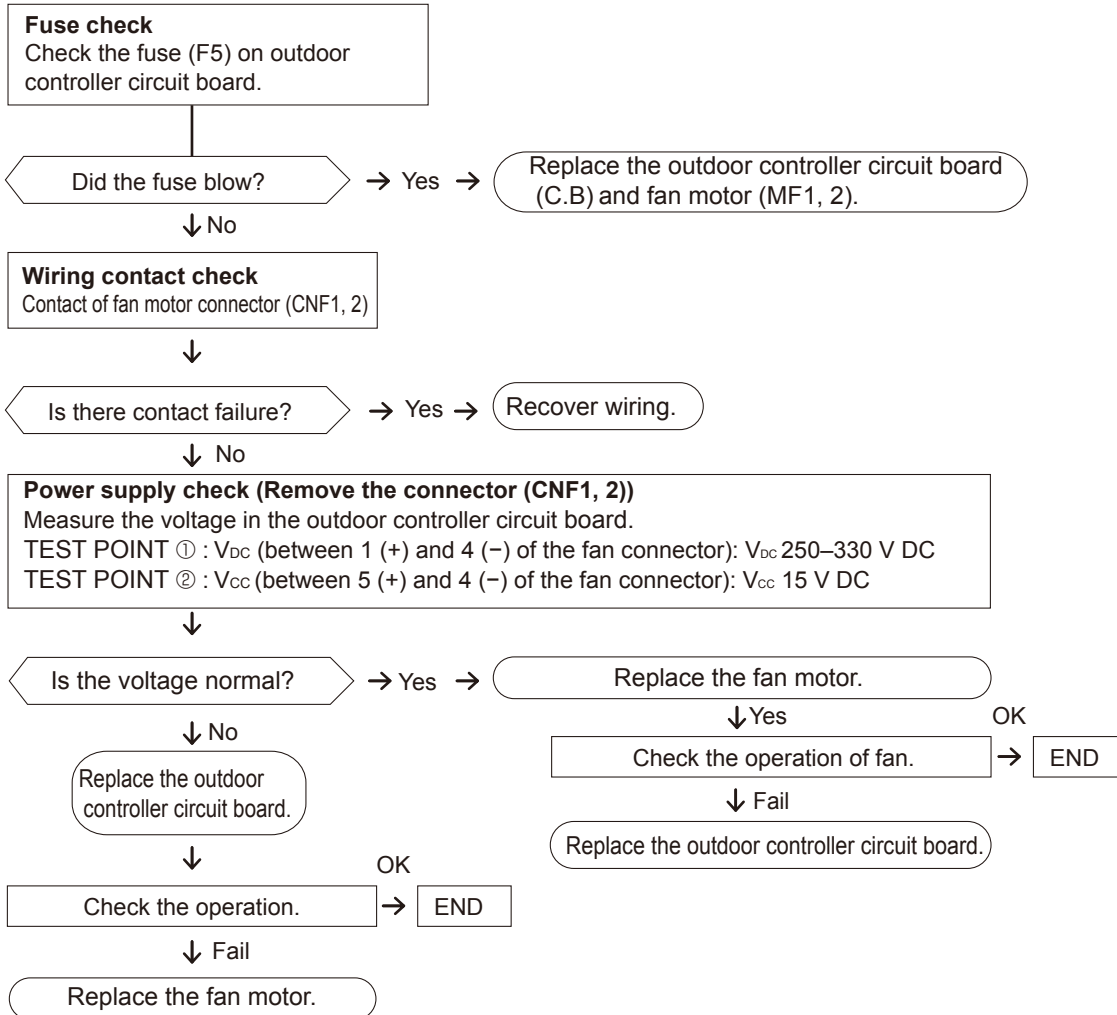 Fuse check
Check the fuse (F5) on outdoor
controller circuit board.
Did the fuse blow?
Yes
Replace the outdoor controller circuit board
(C.B) and fan motor (MF1, 2).
No
Wiring contact check
Contact of fan motor connector (CNF1, 2)
Is there contact failure?
Yes
Recover wiring.
No
Power supply check (Remove the connector (CNF1, 2))
Measure the voltage in the outdoor controller circuit board.
TEST POINT ① : VDC (between 1 (+) and 4 (−) of the fan connector): VDC 250–330 V DC
TEST POINT ② : VCC (between 5 (+) and 4 (−) of the fan connector): VCC 15 V DC
Is the voltage normal?
Yes
Replace the fan motor.
Yes
OK
Check the operation of fan.
END
Fail
Replace the outdoor controller circuit board.
No
Replace the outdoor
controller circuit board.
OK
Check the operation.
END
Fail
Replace the fan motor.